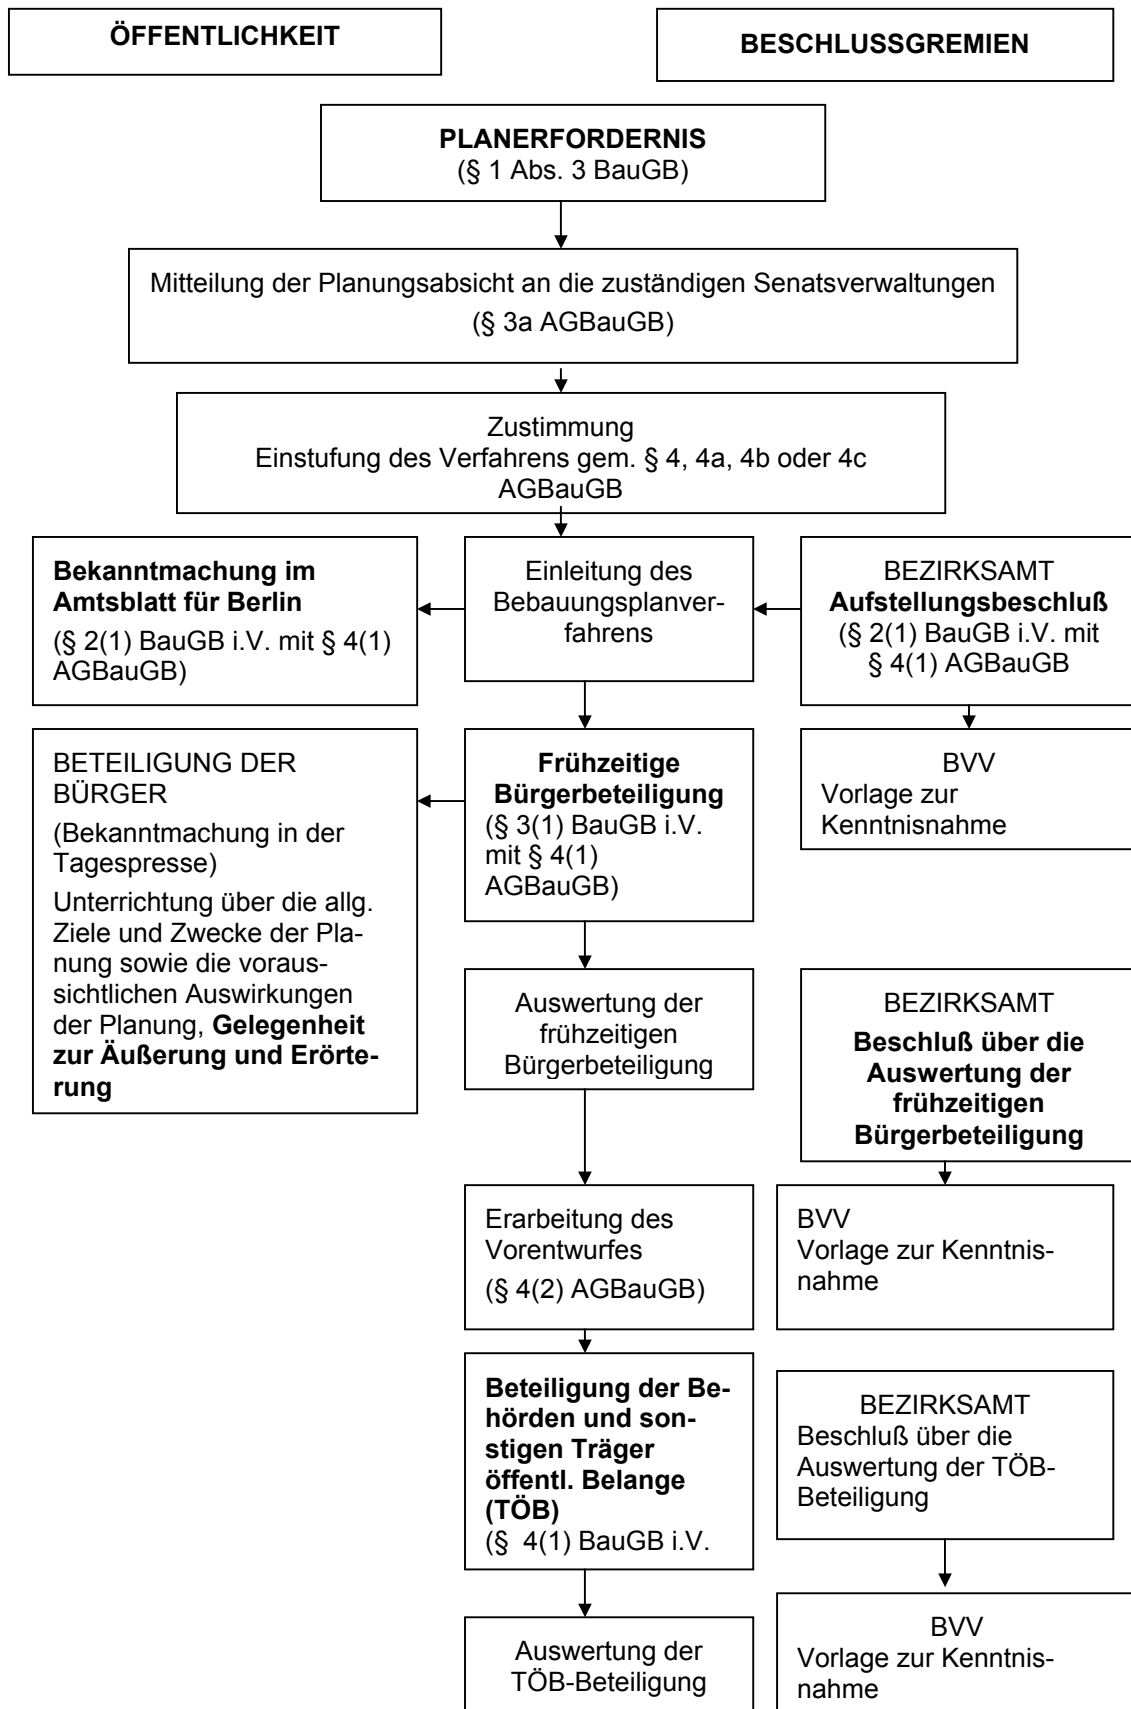 ÖFFENTLICHKEIT
BESCHLUSSGREMIEN
PLANERFORDERNIS
(§ 1 Abs. 3 BauGB)
Mitteilung der Planungsabsicht an die zuständigen Senatsverwaltungen
(§ 3a AGBauGB)
Zustimmung
Einstufung des Verfahrens gem. § 4, 4a, 4b oder 4c
AGBauGB
Bekanntmachung im
Amtsblatt für Berlin
(§ 2(1) BauGB i.V. mit § 4(1)
AGBauGB)
Einleitung des
Bebauungsplanver-
fahrens
BEZIRKSAMT
Aufstellungsbeschluß
(§ 2(1) BauGB i.V. mit
§ 4(1) AGBauGB
BETEILIGUNG DER
BÜRGER
(Bekanntmachung in der
Tagespresse)
Unterrichtung über die allg.
Ziele und Zwecke der Pla-
nung sowie die voraus-
sichtlichen Auswirkungen
der Planung, Gelegenheit
zur Äußerung und Erörte-
rung
Frühzeitige
Bürgerbeteiligung
(§ 3(1) BauGB i.V.
mit § 4(1)
AGBauGB)
BVV
Vorlage zur
Kenntnisnahme
Auswertung der
frühzeitigen
Bürgerbeteiligung
BEZIRKSAMT
Beschluß über die
Auswertung der
frühzeitigen
Bürgerbeteiligung
Erarbeitung des
Vorentwurfes
(§ 4(2) AGBauGB)
BVV
Vorlage zur Kenntnis-
nahme
Beteiligung der Be-
hörden und son-
stigen Träger
öffentl. Belange
(TÖB)
(§ 4(1) BauGB i.V.
BEZIRKSAMT
Beschluß über die
Auswertung der TÖB-
Beteiligung
Auswertung der
TÖB-Beteiligung
BVV
Vorlage zur Kenntnis-
nahme